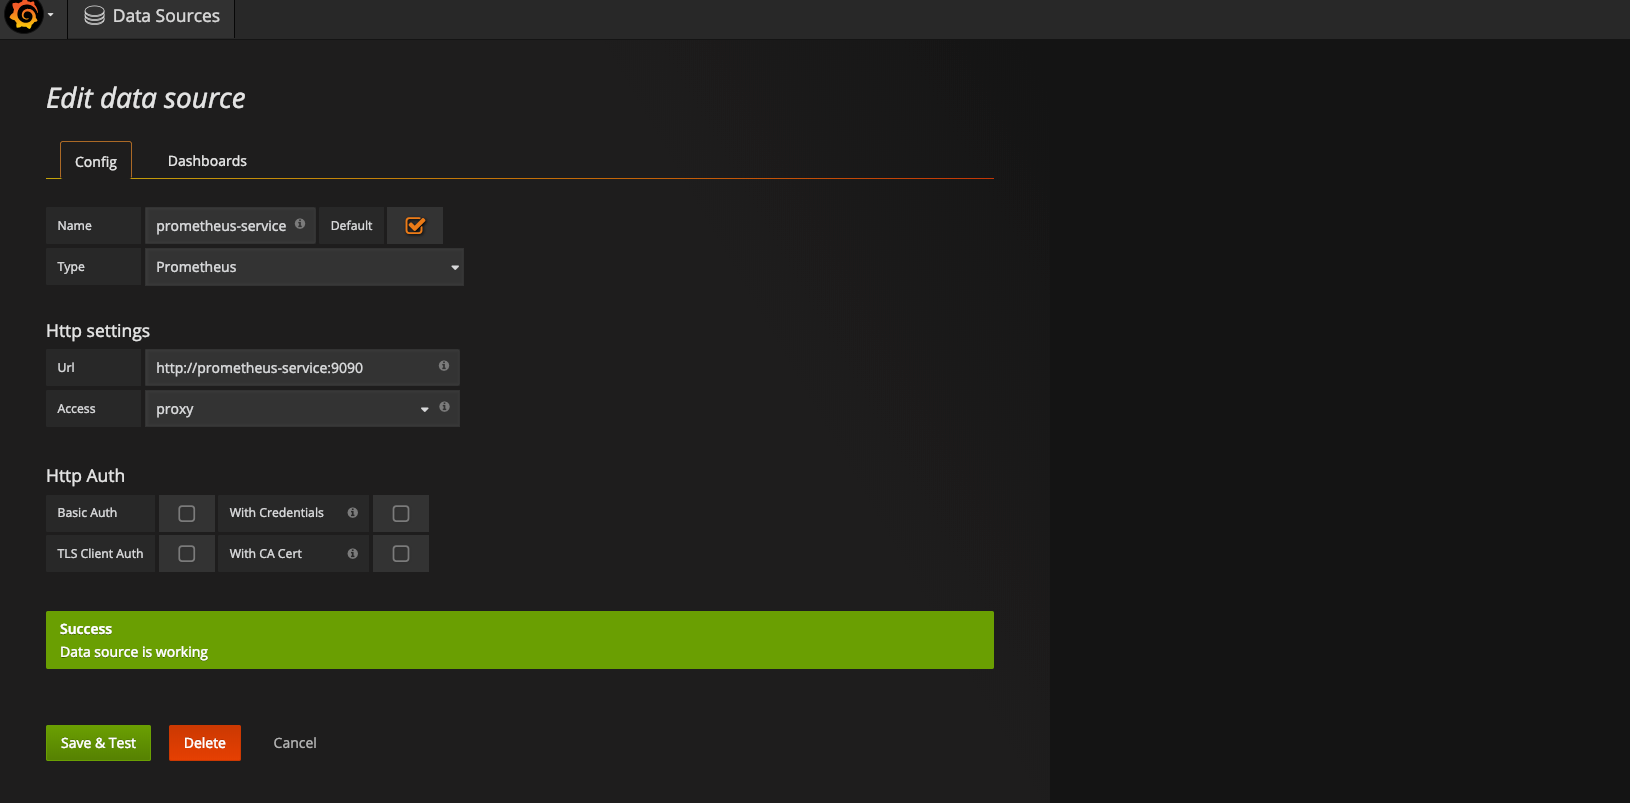 Data Sources
Edit data source
Config Dashboards
Name prometheus-service Default
Type Prometheus
Http settings
Url http://prometheus-service:9090
Access proxy
Http Auth
Basic Auth With Credentials
TLS Client Auth With CA Cert
Success
Data source is working
Save & Test Delete Cancel